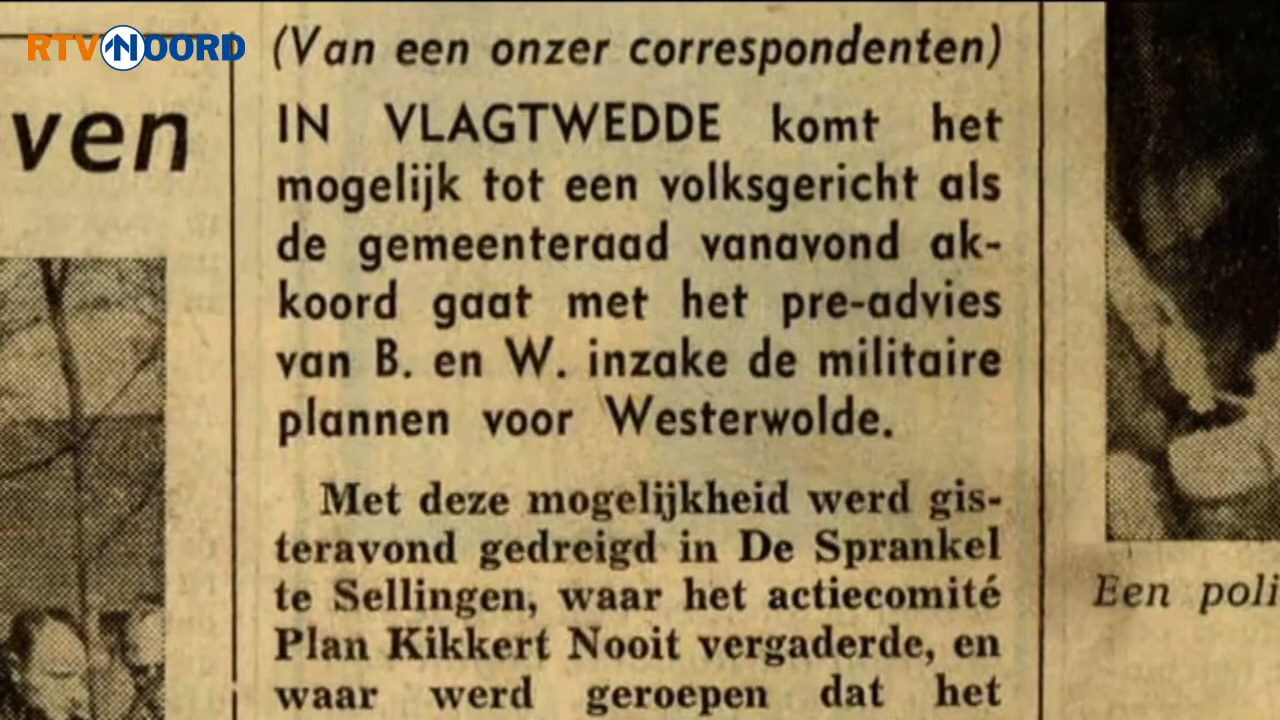 RTV NOORD
ven
(Van een onzer correspondenten)
IN VLAGTWEDDE komt het
mogelijk tot een volksgericht als
de gemeenteraad vanavond ak-
koord gaat met het pre-advies
van B. en W. inzake de militaire
plannen voor Westerwolde.
Met deze mogelijkheid werd gis-
teravond gedreigd in De Sprankel
te Sellingen, waar het actiecomité
Plan Kikkert Nooit vergaderde, en
waar werd geroepen dat het
Een poli